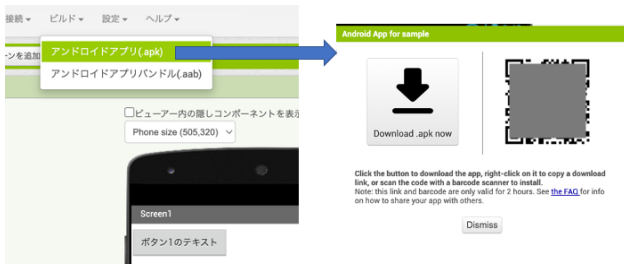 接続 ビルド 設定 ヘルプ
ーンを追加
アンドロイドアプリ(.apk)
アンドロイドアプリバンドル(.aab)
ビューアー内の隠しコンポーネントを表示
Phone size (505,320)
Screen1
ボタン1のテキスト
Android App for sample
Download .apk now
Click the button to download the app, right-click on it to copy a download
link, or scan the code with a barcode scanner to install.
Note: this link and barcode are only valid for 2 hours. See the FAQ for info
on how to share your app with others.
Dismiss